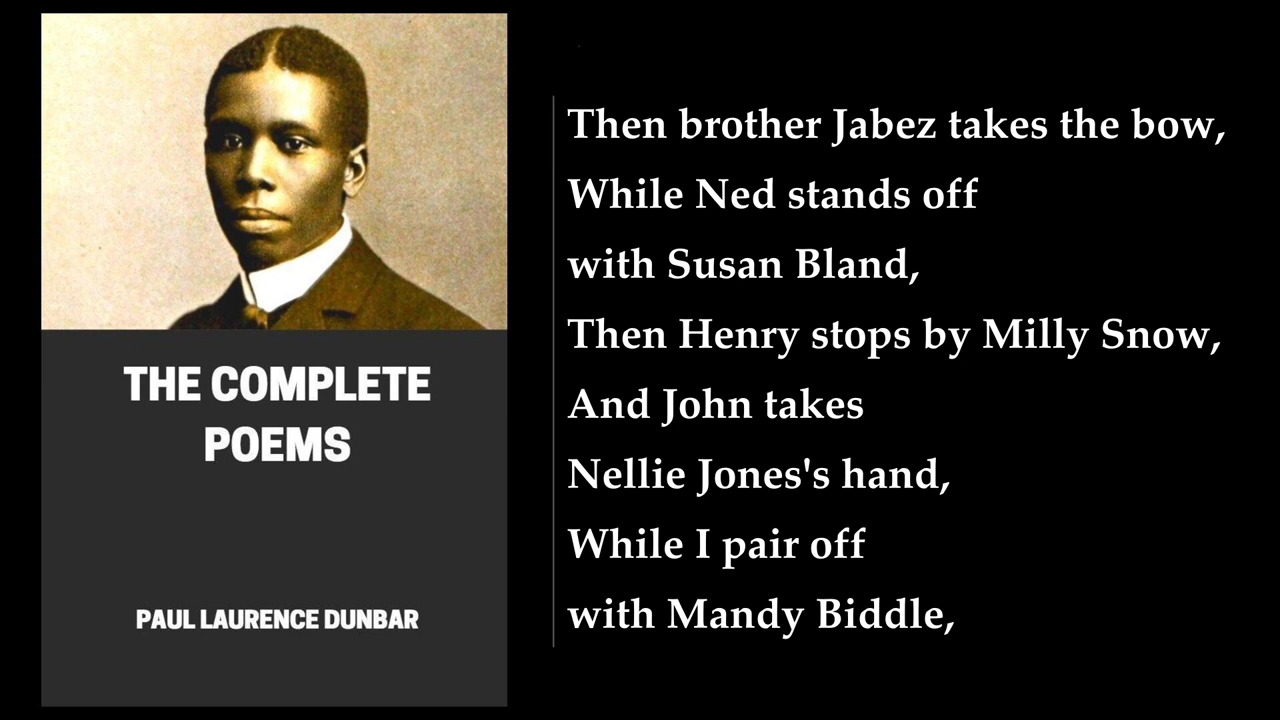 THE COMPLETE
POEMS
PAUL LAURENCE DUNBAR
Then brother Jabez takes the bow,
While Ned stands off
with Susan Bland,
Then Henry stops by Milly Snow,
And John takes
Nellie Jones's hand,
While I pair off
with Mandy Biddle,